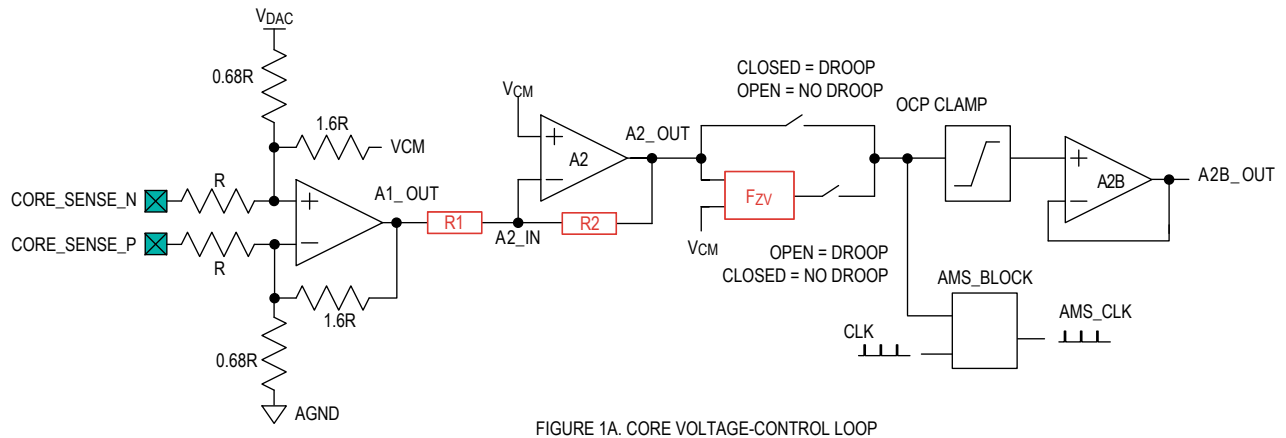 VDAC
0.68R
1.6R
VCM
CORE_SENSE_N
R
+
A1_OUT
CORE_SENSE_P
R
−
1.6R
0.68R
AGND
R1
A2_IN
R2
VCM
+
A2
−
A2_OUT
CLOSED = DROOP
OPEN = NO DROOP
FZV
VCM
OPEN = DROOP
CLOSED = NO DROOP
OCP CLAMP
+
A2B
−
A2B_OUT
AMS_BLOCK
CLK
AMS_CLK
FIGURE 1A. CORE VOLTAGE-CONTROL LOOP